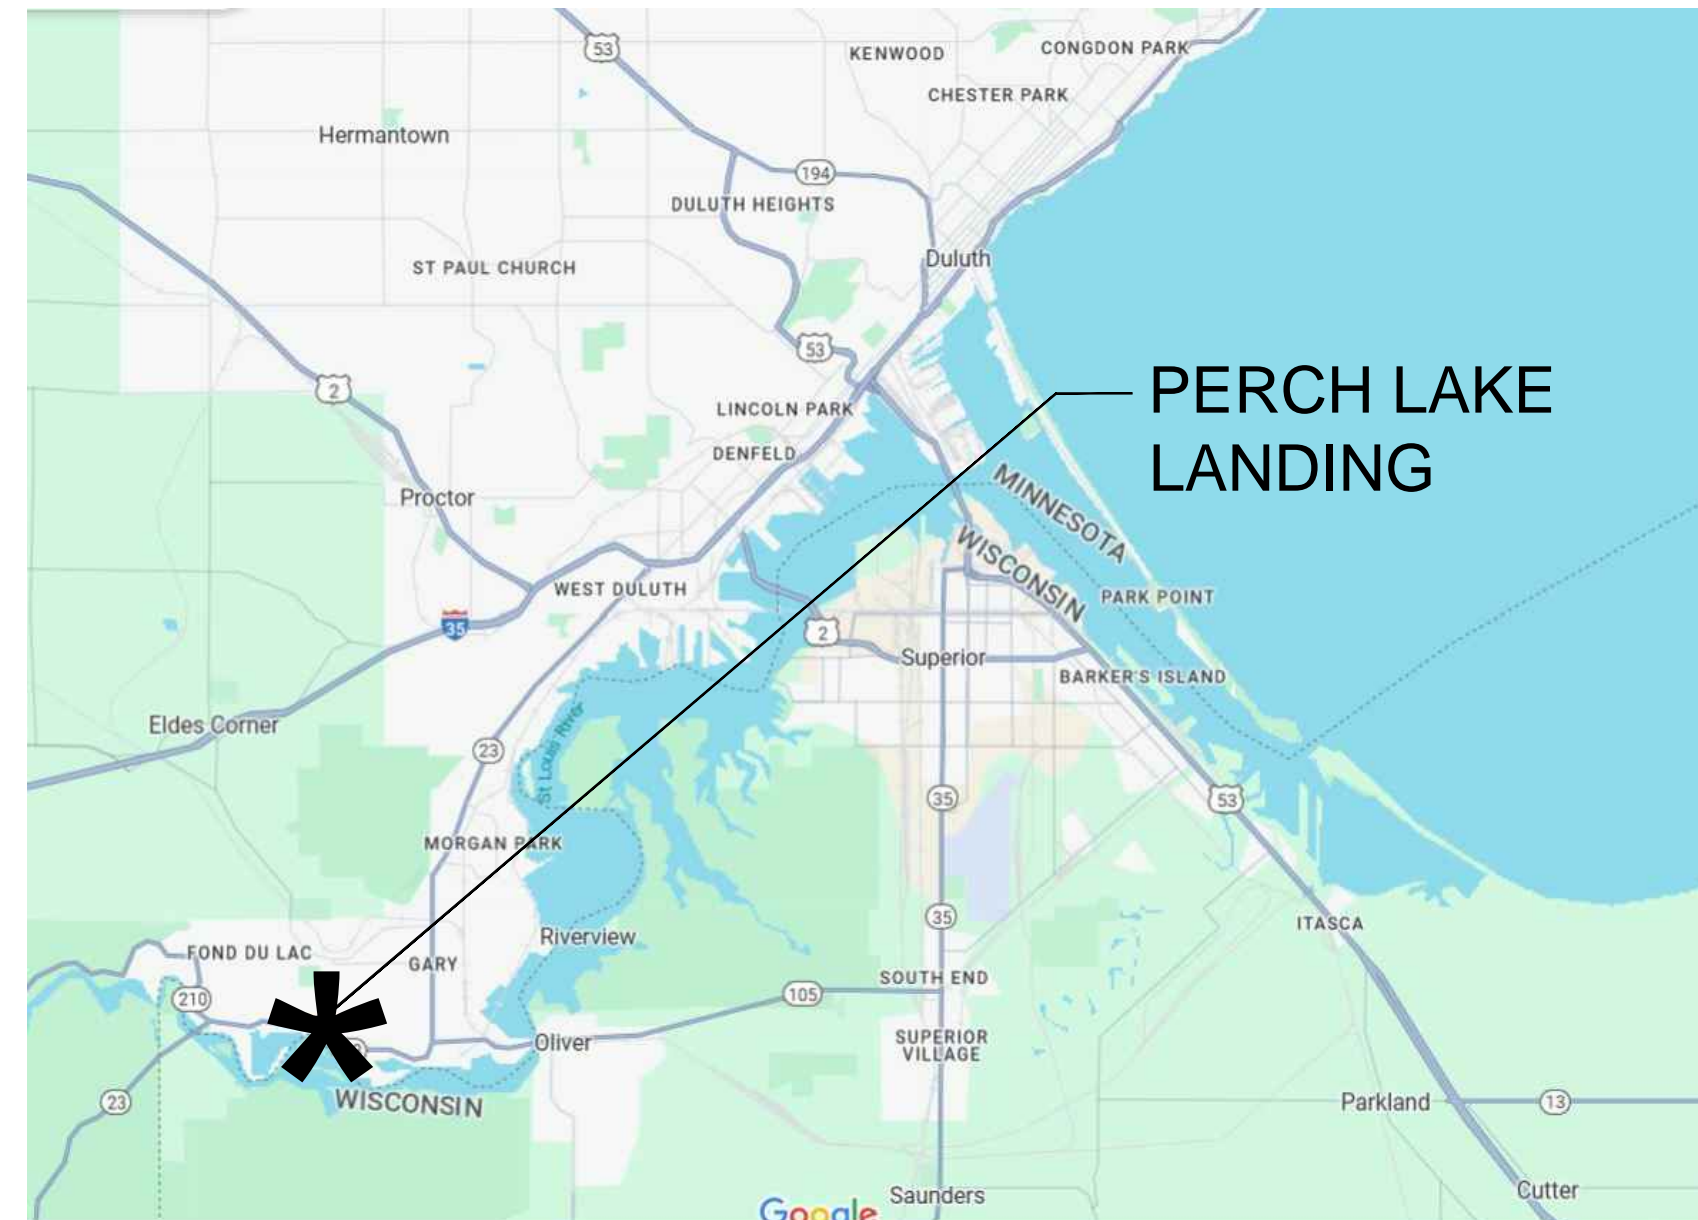 53
KENWOOD
CONGDON PARK
CHESTER PARK
Hermantown
194
DULUTH HEIGHTS
Duluth
ST PAUL CHURCH
53
2
PERCH LAKE
LANDING
LINCOLN PARK
DENFELD
MINNESOTA
Proctor
WISCONSIN
WEST DULUTH
PARK POINT
35
2
Superior
BARKER'S ISLAND
St Louis River
Eldes Corner
23
35
53
MORGAN PARK
35
ITASCA
Riverview
FOND DU LAC
GARY
SOUTH END
210
105
*
Oliver
SUPERIOR
VILLAGE
WISCONSIN
23
Parkland
13
Cutter
Saunders
Google